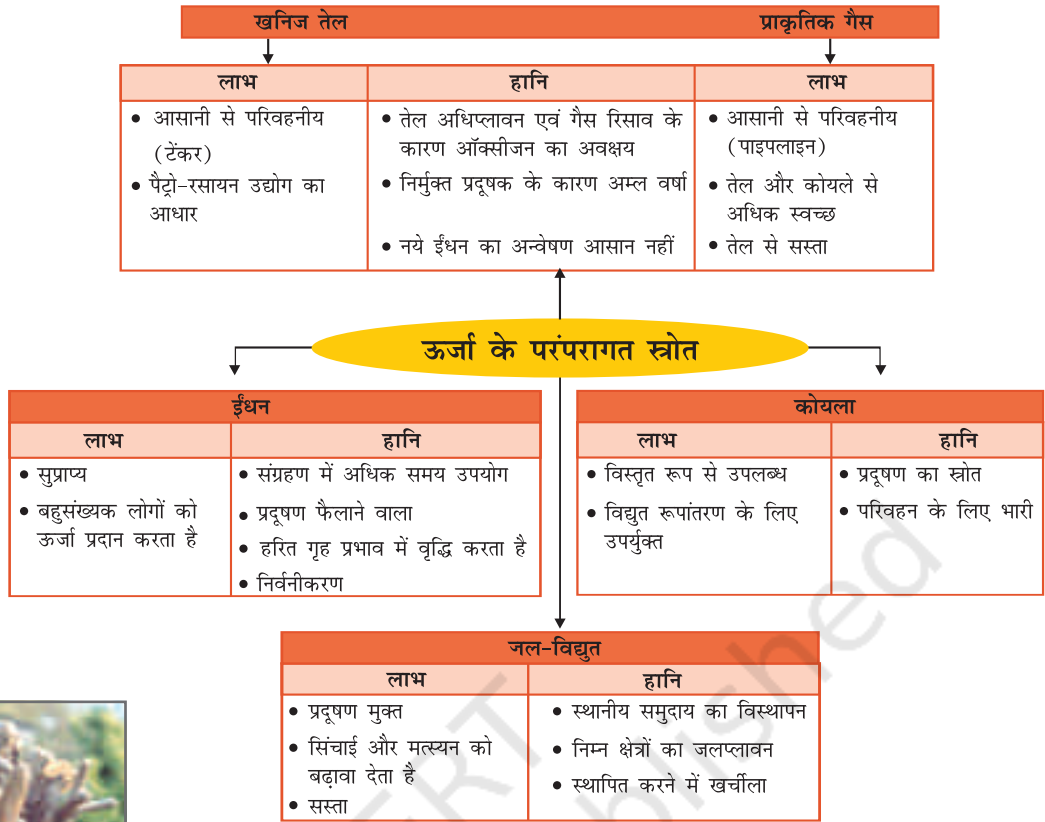 खनिज तेल
प्राकृतिक गैस
लाभ
हानि
लाभ
• आसानी से परिवहनीय
(टेंकर)
• पैट्रो-रसायन उद्योग का
आधार
• तेल अधिप्लावन एवं गैस रिसाव के
कारण ऑक्सीजन का अवक्षय
• निर्मुक्त प्रदूषक के कारण अम्ल वर्षा
• नये ईंधन का अन्वेषण आसान नहीं
• आसानी से परिवहनीय
(पाइपलाइन)
• तेल और कोयले से
अधिक स्वच्छ
• तेल से सस्ता
ऊर्जा के परंपरागत स्त्रोत
ईंधन
लाभ
हानि
• सुप्राप्य
• बहुसंख्यक लोगों को
ऊर्जा प्रदान करता है
• संग्रहण में अधिक समय उपयोग
• प्रदूषण फैलाने वाला
• हरित गृह प्रभाव में वृद्धि करता है
• निर्वनीकरण
कोयला
लाभ
हानि
• विस्तृत रूप से उपलब्ध
• विद्युत रूपांतरण के लिए
उपर्युक्त
• प्रदूषण का स्त्रोत
• परिवहन के लिए भारी
जल-विद्युत
लाभ
हानि
• प्रदूषण मुक्त
• सिंचाई और मत्स्यन को
बढ़ावा देता है
• सस्ता
• स्थानीय समुदाय का विस्थापन
• निम्न क्षेत्रों का जलप्लावन
• स्थापित करने में खर्चीला